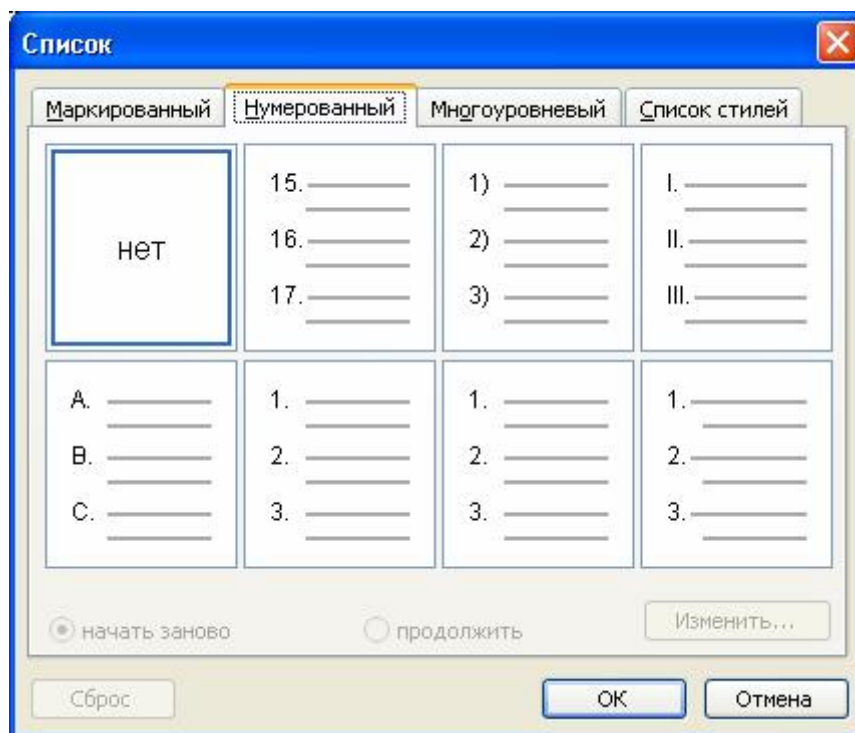 Список
Маркированный Нумерованный Многоуровневый Список стилей
нет
15.
16.
17.
1)
2)
3)
I.
II.
III.
A.
B.
C.
1.
2.
3.
1.
2.
3.
1.
2.
3.
начать заново продолжить Изменить...
Сброс ОК Отмена